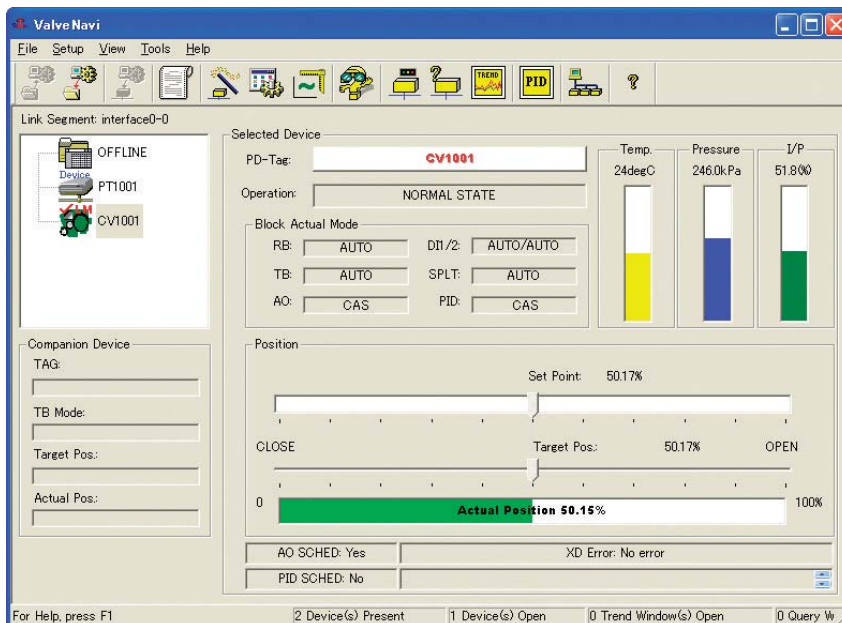 Valve Navi
File Setup View Tools Help
TREND PID ?
Link Segment: interface0-0
OFFLINE
Device
PT1001
CV1001
Selected Device
PD-Tag: CV1001
Operation: NORMAL STATE
Block Actual Mode
RB: AUTO DI1/2: AUTO/AUTO
TB: AUTO SPLT: AUTO
AO: CAS PID: CAS
Temp. Pressure I/P
24degC 246.0kPa 51.8(%)
Companion Device
TAG:
TB Mode:
Target Pos.:
Actual Pos.:
Position
Set Point: 50.17%
CLOSE Target Pos.: 50.17% OPEN
0 Actual Position 50.15% 100%
AO SCHED: Yes XD Error: No error
PID SCHED: No
For Help, press F1 2 Device(s) Present 1 Device(s) Open 0 Trend Window(s) Open 0 Query W